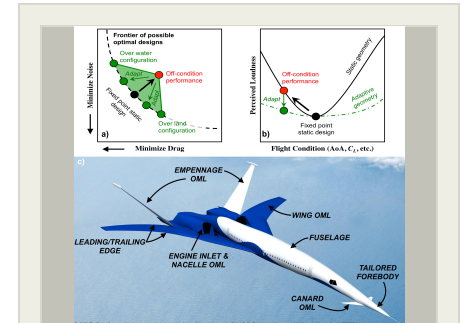 Frontier of possible
optimal designs
Over water
configuration
Adapt
Off-condition
performance
Adapt
Fixed point static
design
Over land
configuration
a)
Minimize Noise
Minimize Drag
Perceived Loudness
Static geometry
Off-condition
performance
Adapt
Adaptive
geometry
Fixed point
static design
b)
Flight Condition (AoA, C_L, etc.)
c)
EMPENNAGE
OML
WING OML
FUSELAGE
LEADING/TRAILING
EDGE
ENGINE INLET &
NACELLE OML
TAILORED
FOREBODY
CANARD
OML